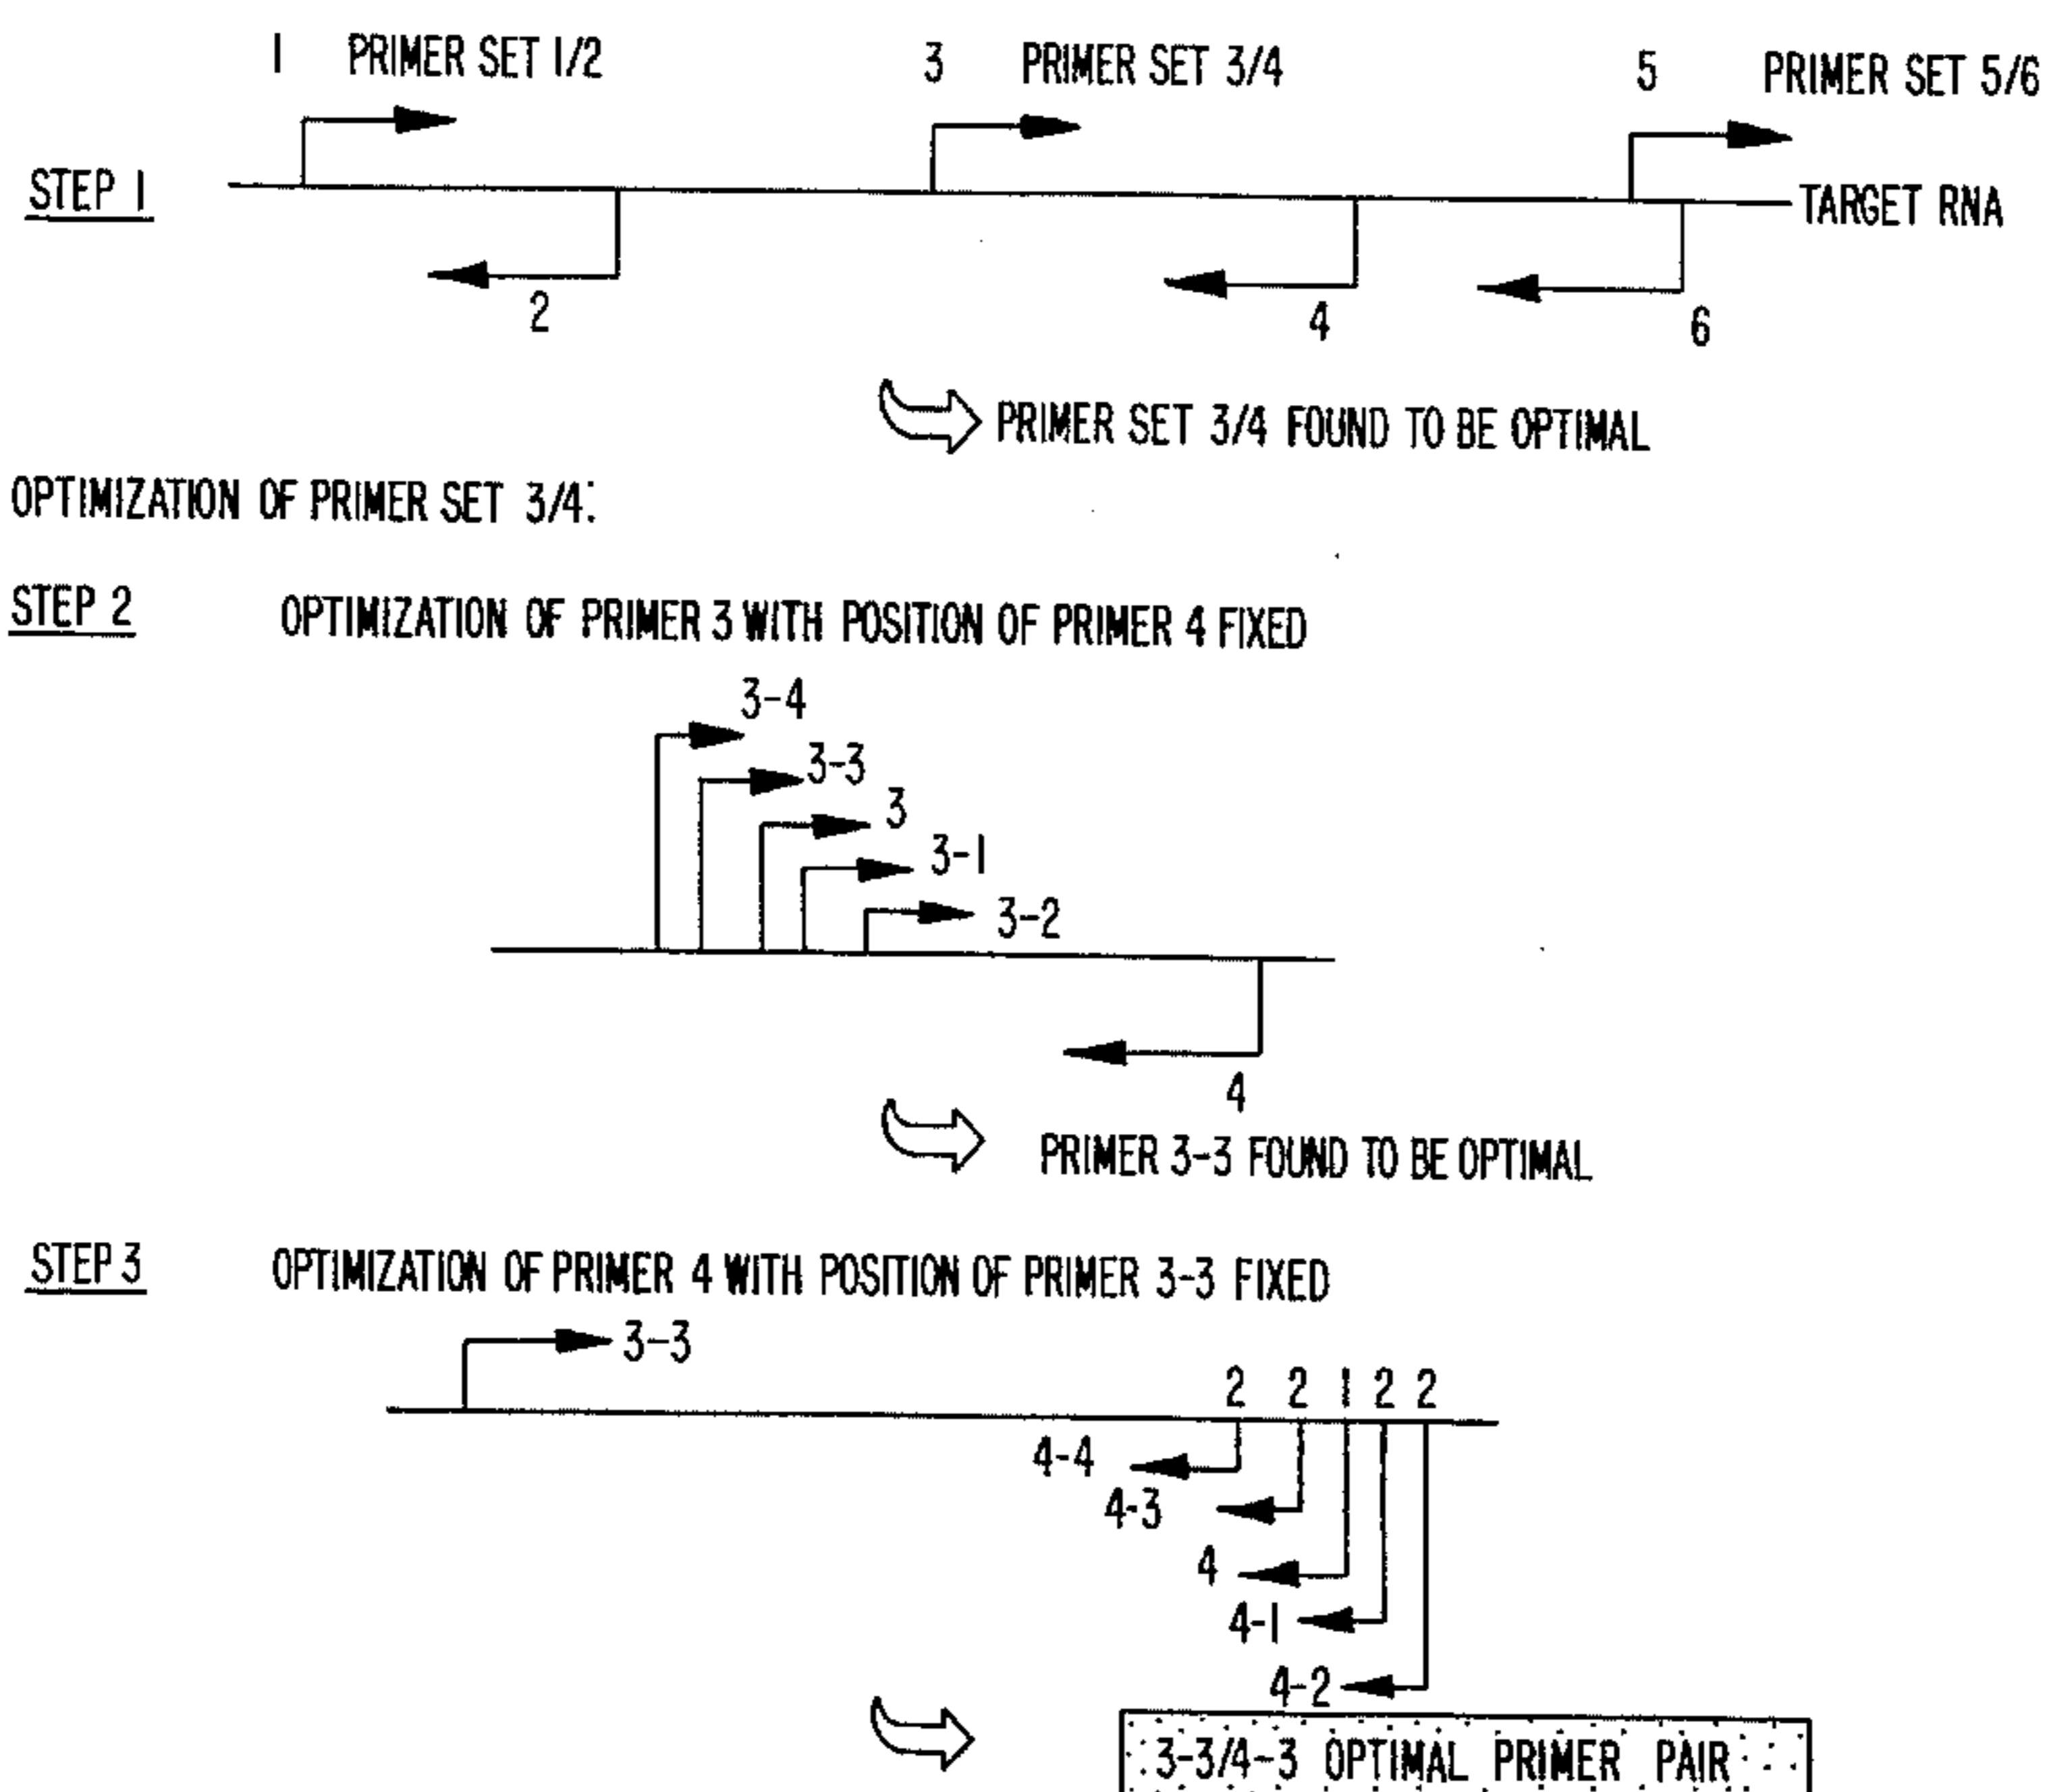 1 PRIMER SET 1/2 3 PRIMER SET 3/4 5 PRIMER SET 5/6
STEP 1
TARGET RNA
2 4 6
PRIMER SET 3/4 FOUND TO BE OPTIMAL
OPTIMIZATION OF PRIMER SET 3/4:
STEP 2 OPTIMIZATION OF PRIMER 3 WITH POSITION OF PRIMER 4 FIXED
3-4
3-3
3
3-1
3-2
4
PRIMER 3-3 FOUND TO BE OPTIMAL
STEP 3 OPTIMIZATION OF PRIMER 4 WITH POSITION OF PRIMER 3-3 FIXED
3-3
2 2 1 2 2
4-4
4-3
4
4-1
4-2
3-3/4-3 OPTIMAL PRIMER PAIR